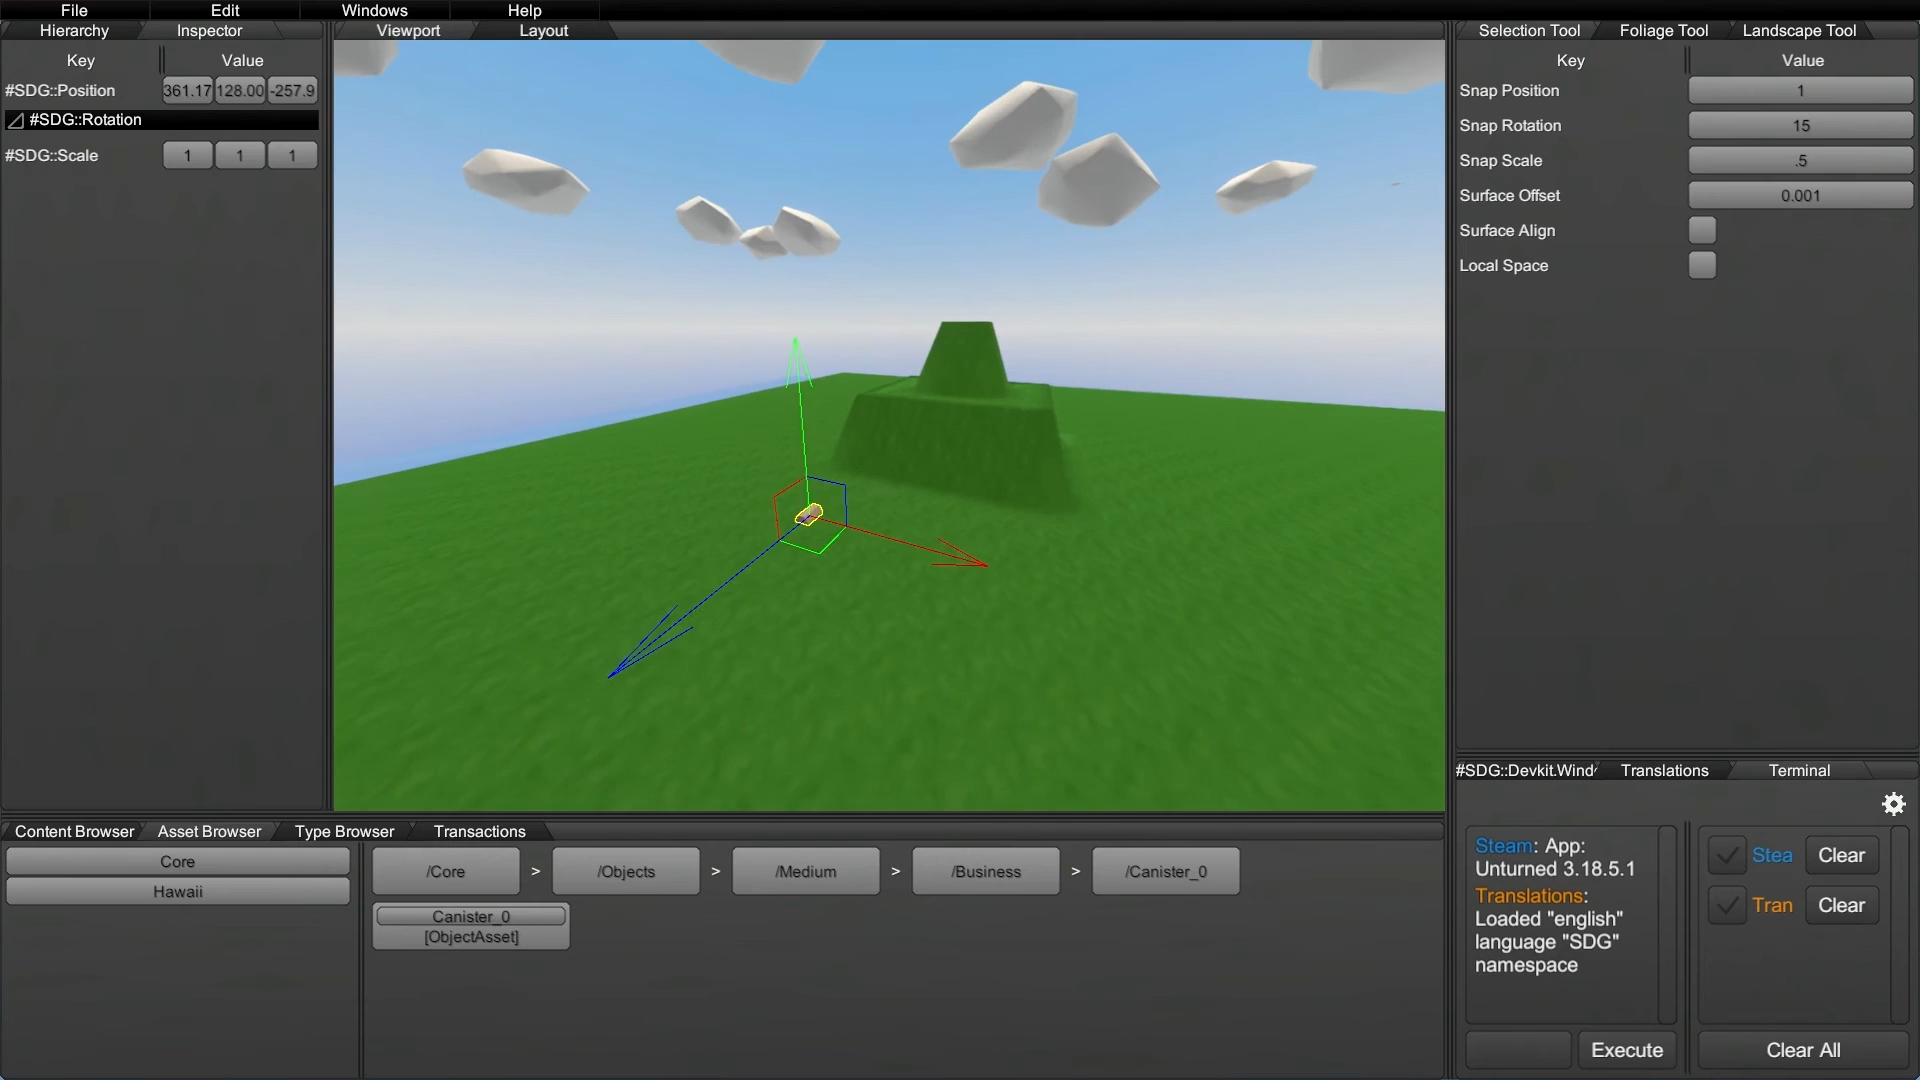 File Edit Windows Help
Hierarchy Inspector
Viewport Layout
Selection Tool Foliage Tool Landscape Tool
Key Value
#SDG::Position 361.17 128.00 -257.9
#SDG::Rotation
#SDG::Scale 1 1 1
Key Value
Snap Position 1
Snap Rotation 15
Snap Scale .5
Surface Offset 0.001
Surface Align
Local Space
#SDG::Devkit.Wind Translations Terminal
Content Browser Asset Browser Type Browser Transactions
Core
Hawaii
/Core > /Objects > /Medium > /Business > /Canister_0
Canister_0
[ObjectAsset]
Steam: App:
Unturned 3.18.5.1
Translations:
Loaded "english"
language "SDG"
namespace
Stea Clear
Tran Clear
Execute
Clear All